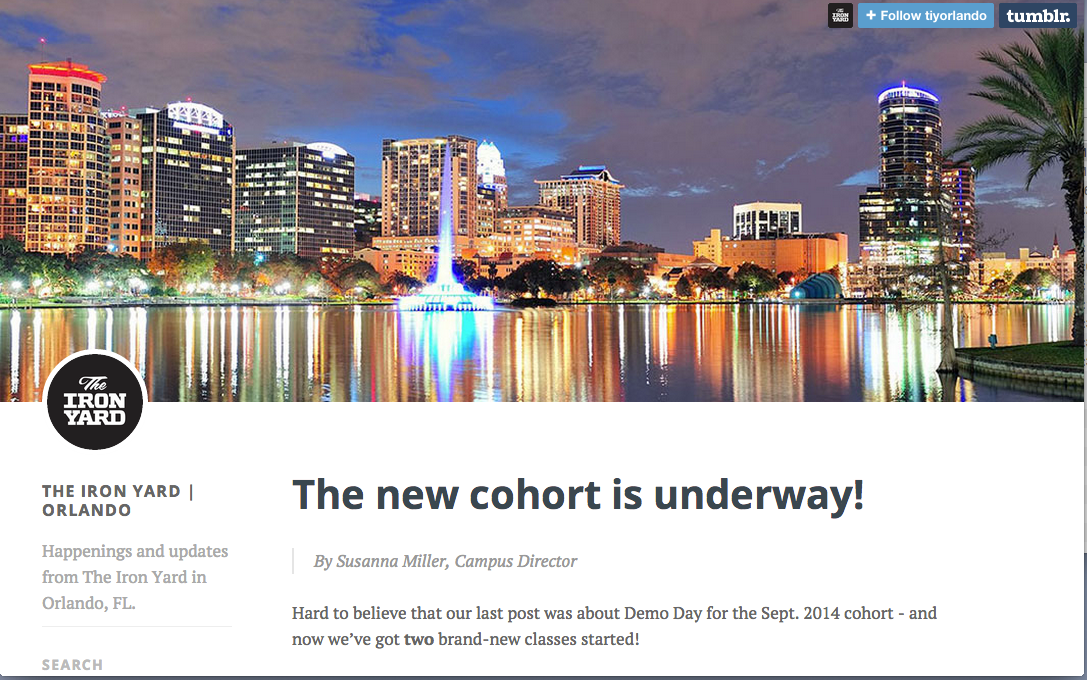 The IRON YARD
+ Follow tiyorlando
tumblr.
The
IRON
YARD
THE IRON YARD |
ORLANDO
Happenings and updates
from The Iron Yard in
Orlando, FL.
SEARCH
The new cohort is underway!
By Susanna Miller, Campus Director
Hard to believe that our last post was about Demo Day for the Sept. 2014 cohort - and
now we’ve got two brand-new classes started!